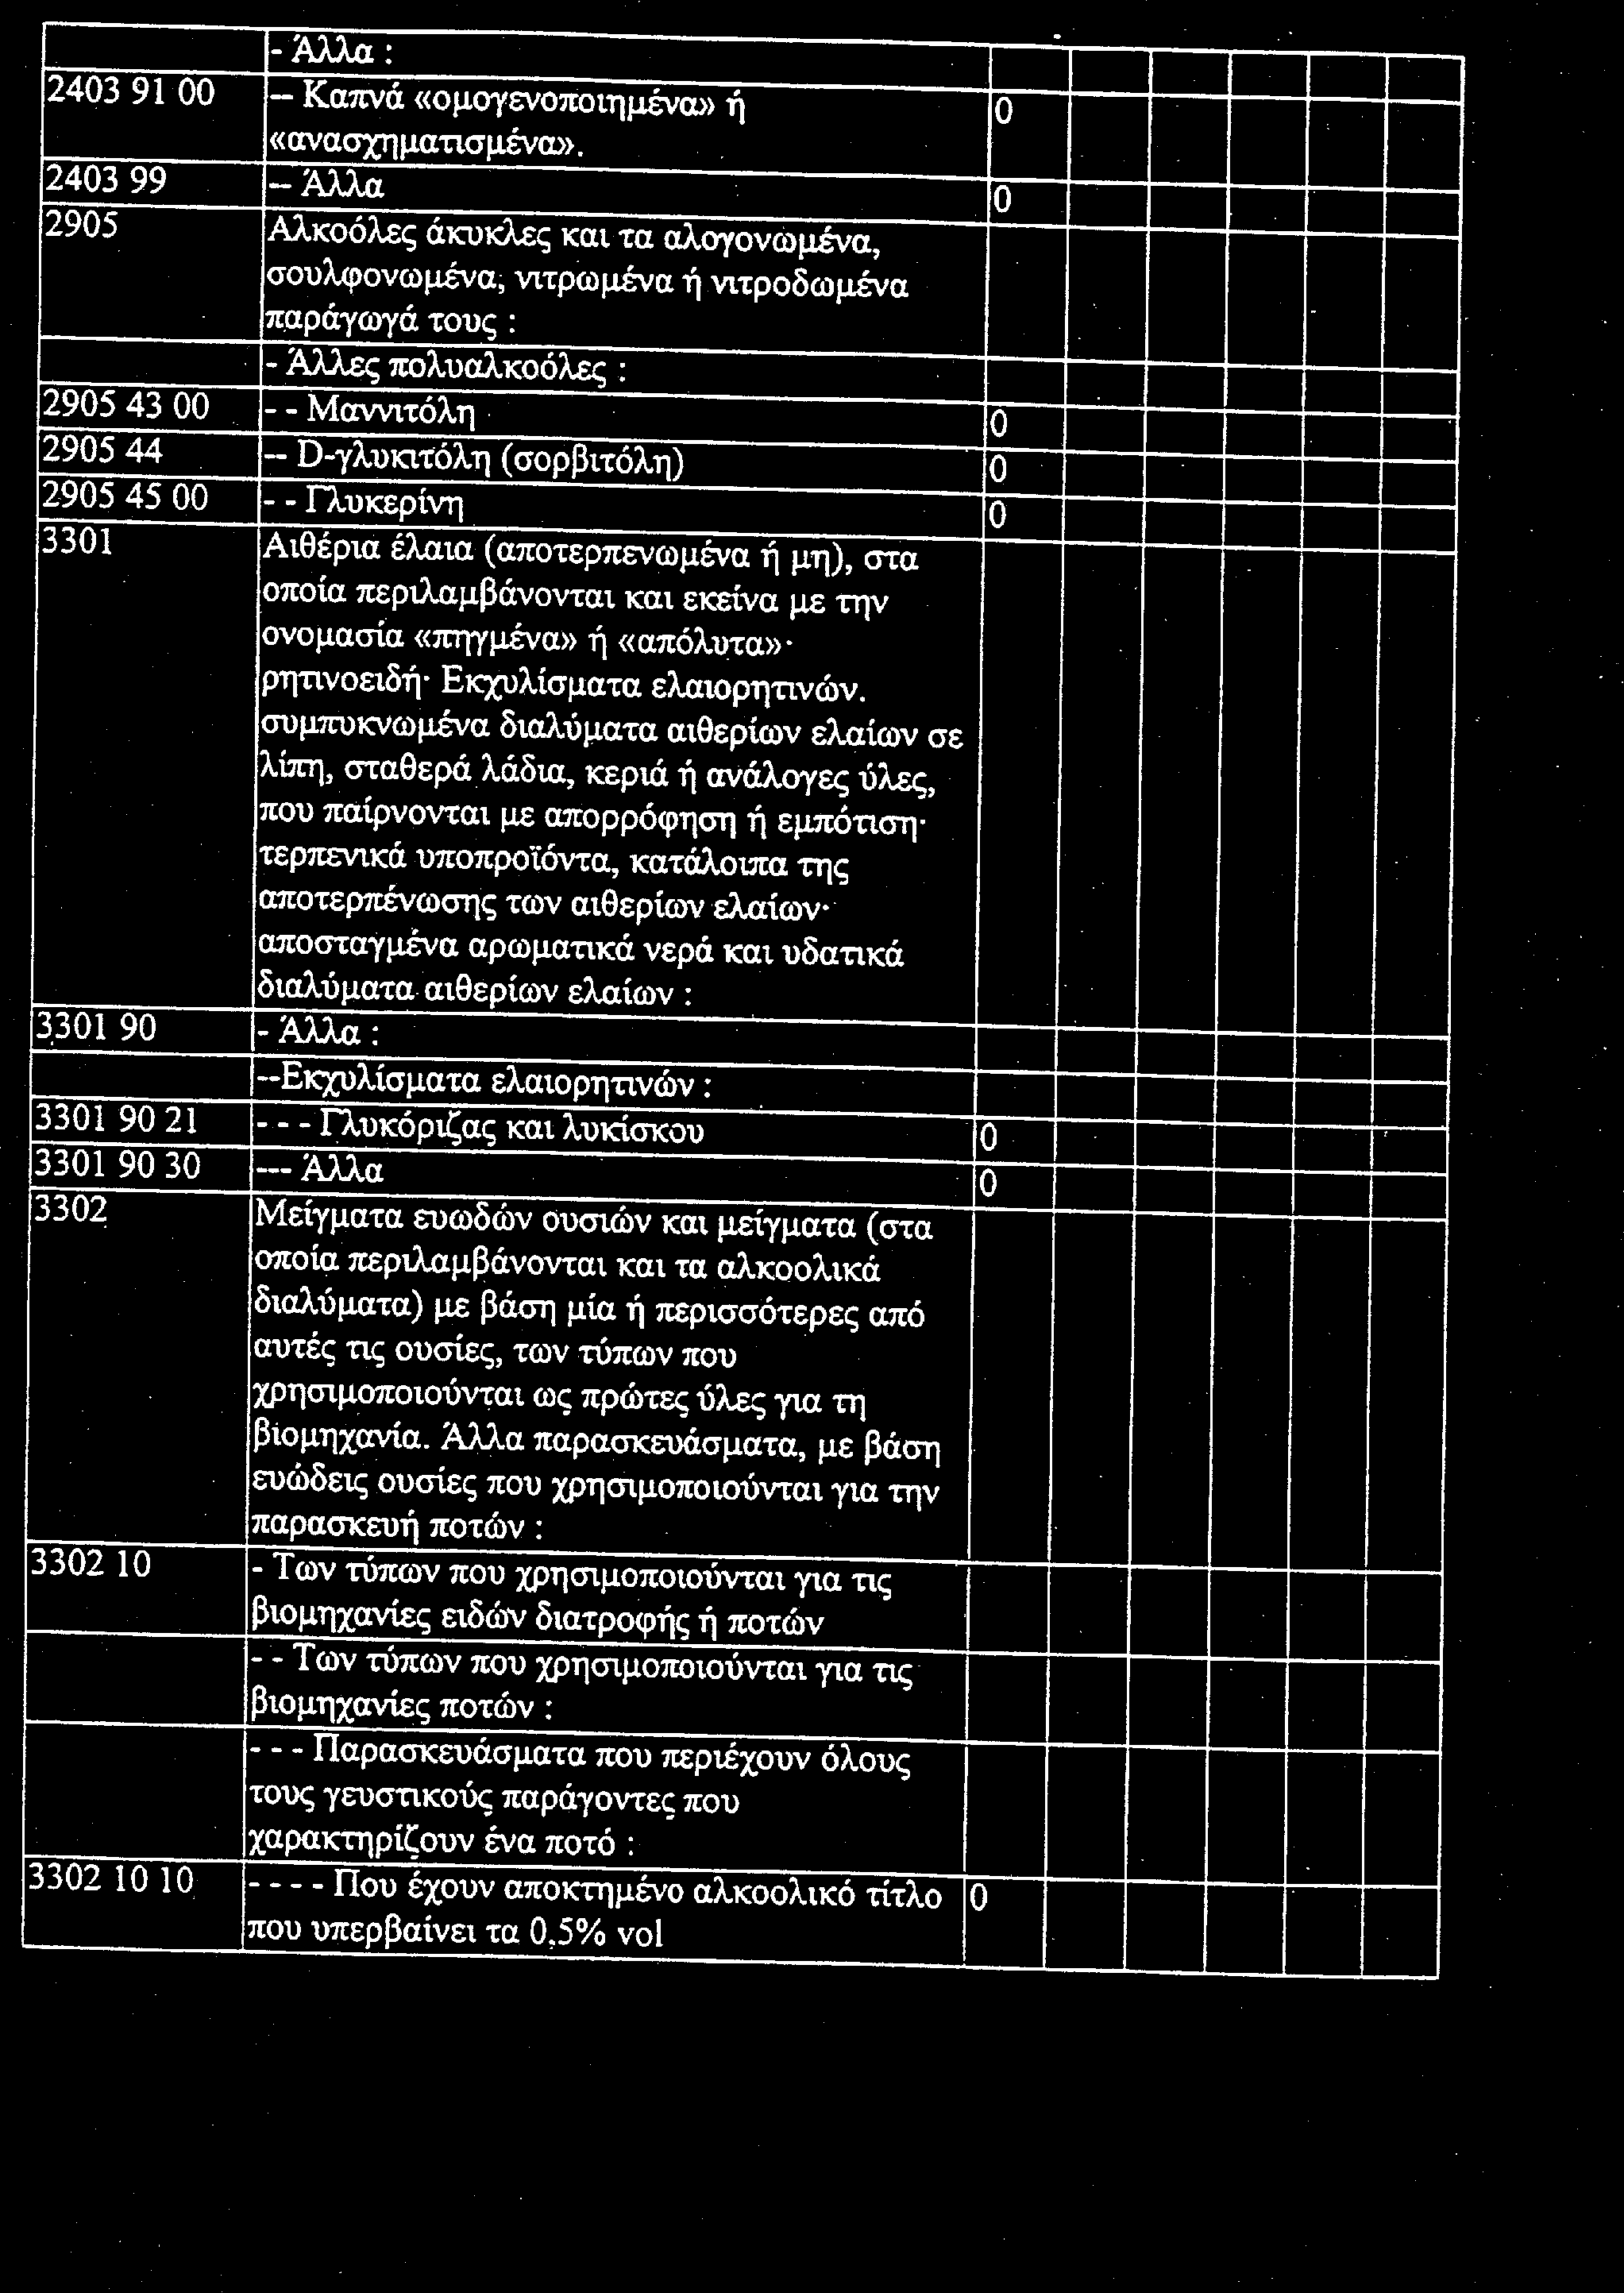 - Άλλα :
2403 91 00 -- Καπνά «ομογενοποιημένα» ή 0
«ανασχηματισμένα».
2403 99 -- Άλλα 0
2905 Αλκοόλες άκυκλες και τα αλογονωμένα,
σουλφονωμένα, νιτρωμένα ή νιτροδωμένα
παράγωγά τους :
- Άλλες πολυαλκοόλες :
2905 43 00 - - Μαννιτόλη 0
2905 44 -- D-γλυκιτόλη (σορβιτόλη) 0
2905 45 00 - - Γλυκερίνη 0
3301 Αιθέρια έλαια (αποτερπενωμένα ή μη), στα
οποία περιλαμβάνονται και εκείνα με την
ονομασία «πηγμένα» ή «απόλυτα»·
ρητινοειδή· Εκχυλίσματα ελαιορητινών.
συμπυκνωμένα διαλύματα αιθερίων ελαίων σε
λίπη, σταθερά λάδια, κεριά ή ανάλογες ύλες,
που παίρνονται με απορρόφηση ή εμπότιση·
τερπενικά υποπροϊόντα, κατάλοιπα της
αποτερπένωσης των αιθερίων ελαίων·
αποσταγμένα αρωματικά νερά και υδατικά
διαλύματα αιθερίων ελαίων :
3301 90 - Άλλα :
--Εκχυλίσματα ελαιορητινών :
3301 90 21 - - - Γλυκόριζας και λυκίσκου 0
3301 90 30 --- Άλλα 0
3302 Μείγματα ευωδών ουσιών και μείγματα (στα
οποία περιλαμβάνονται και τα αλκοολικά
διαλύματα) με βάση μία ή περισσότερες από
αυτές τις ουσίες, των τύπων που
χρησιμοποιούνται ως πρώτες ύλες για τη
βιομηχανία. Άλλα παρασκευάσματα, με βάση
ευώδεις ουσίες που χρησιμοποιούνται για την
παρασκευή ποτών :
3302 10 - Των τύπων που χρησιμοποιούνται για τις
βιομηχανίες ειδών διατροφής ή ποτών
- - Των τύπων που χρησιμοποιούνται για τις
βιομηχανίες ποτών :
- - - Παρασκευάσματα που περιέχουν όλους
τους γευστικούς παράγοντες που
χαρακτηρίζουν ένα ποτό :
3302 10 10 - - - - Που έχουν αποκτημένο αλκοολικό τίτλο 0
που υπερβαίνει τα 0,5% vol